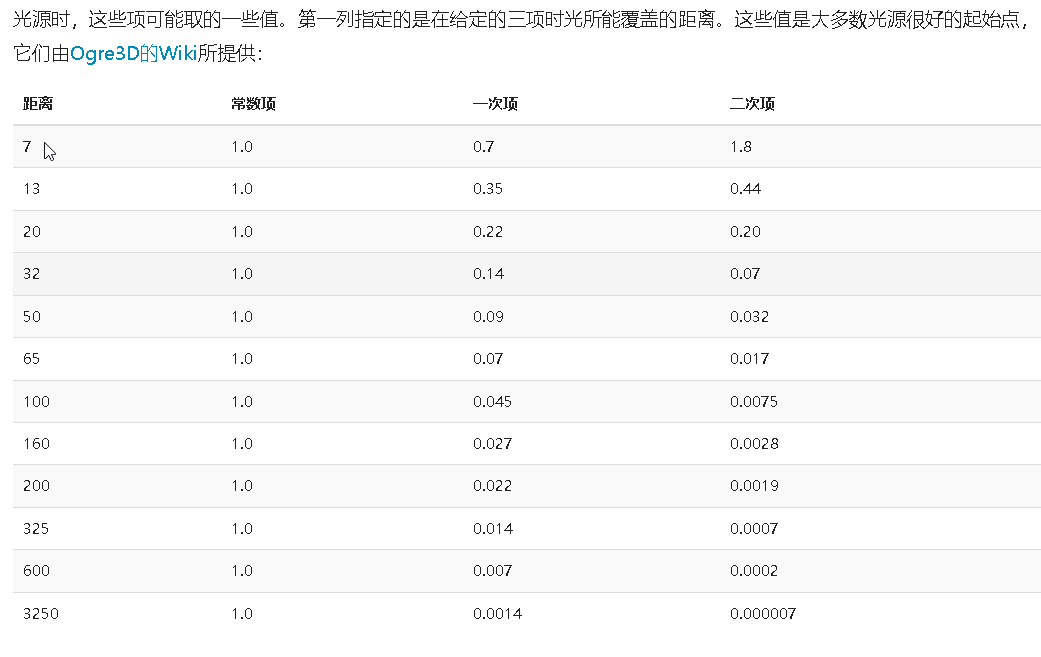 光源时，这些项可能取的一些值。第一列指定的是在给定的三项时光所能覆盖的距离。这些值是大多数光源很好的起始点，
它们由Ogre3D的Wiki所提供：
距离 常数项 一次项 二次项
7 1.0 0.7 1.8
13 1.0 0.35 0.44
20 1.0 0.22 0.20
32 1.0 0.14 0.07
50 1.0 0.09 0.032
65 1.0 0.07 0.017
100 1.0 0.045 0.0075
160 1.0 0.027 0.0028
200 1.0 0.022 0.0019
325 1.0 0.014 0.0007
600 1.0 0.007 0.0002
3250 1.0 0.0014 0.000007